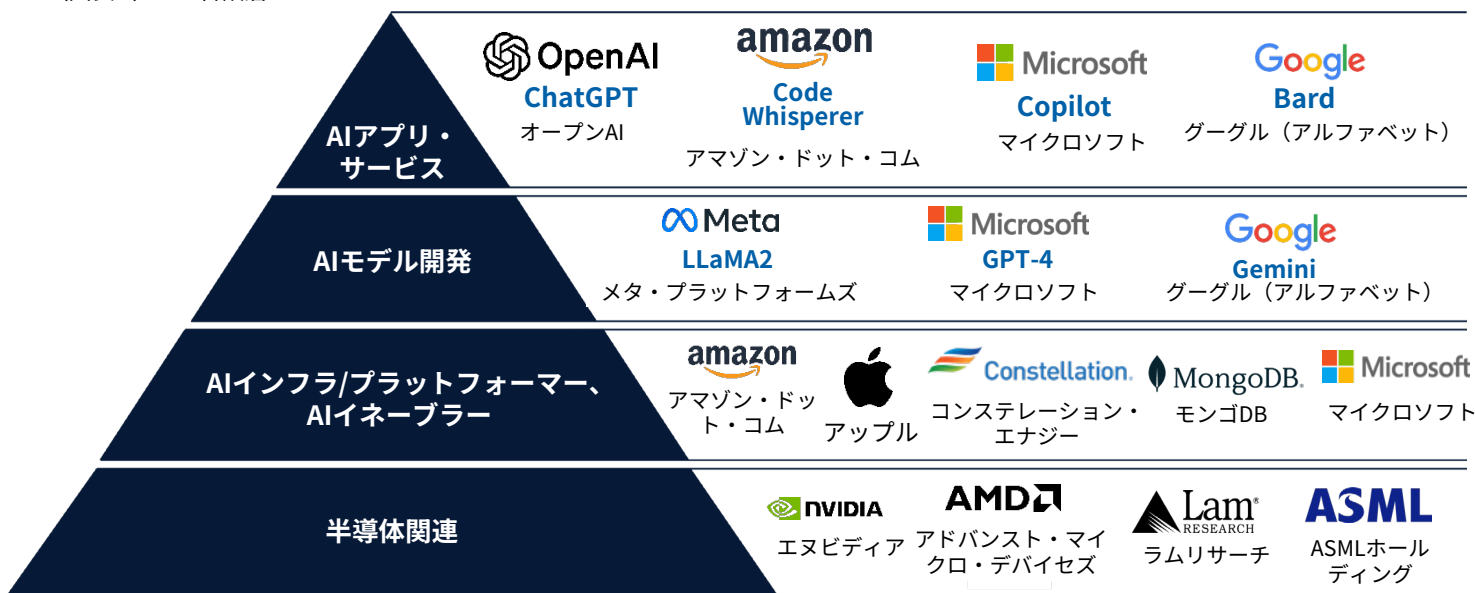 OpenAI
ChatGPT
オープンAI
amazon
Code
Whisperer
アマゾン・ドット・コム
Microsoft
Copilot
マイクロソフト
Google
Bard
グーグル（アルファベット）
AIアプリ・
サービス
Meta
LLaMA2
メタ・プラットフォームズ
Microsoft
GPT-4
マイクロソフト
Google
Gemini
グーグル（アルファベット）
AIモデル開発
amazon
アマゾン・ドッ
ト・コム
アップル
Constellation.
コンステレーション・
エナジー
MongoDB.
モンゴDB
Microsoft
マイクロソフト
AIインフラ/プラットフォーマー、
AIイネーブラー
NVIDIA
エヌビディア
AMD
アドバンスト・マイ
クロ・デバイセズ
Lam®
RESEARCH
ラムリサーチ
ASML
ASMLホール
ディング
半導体関連